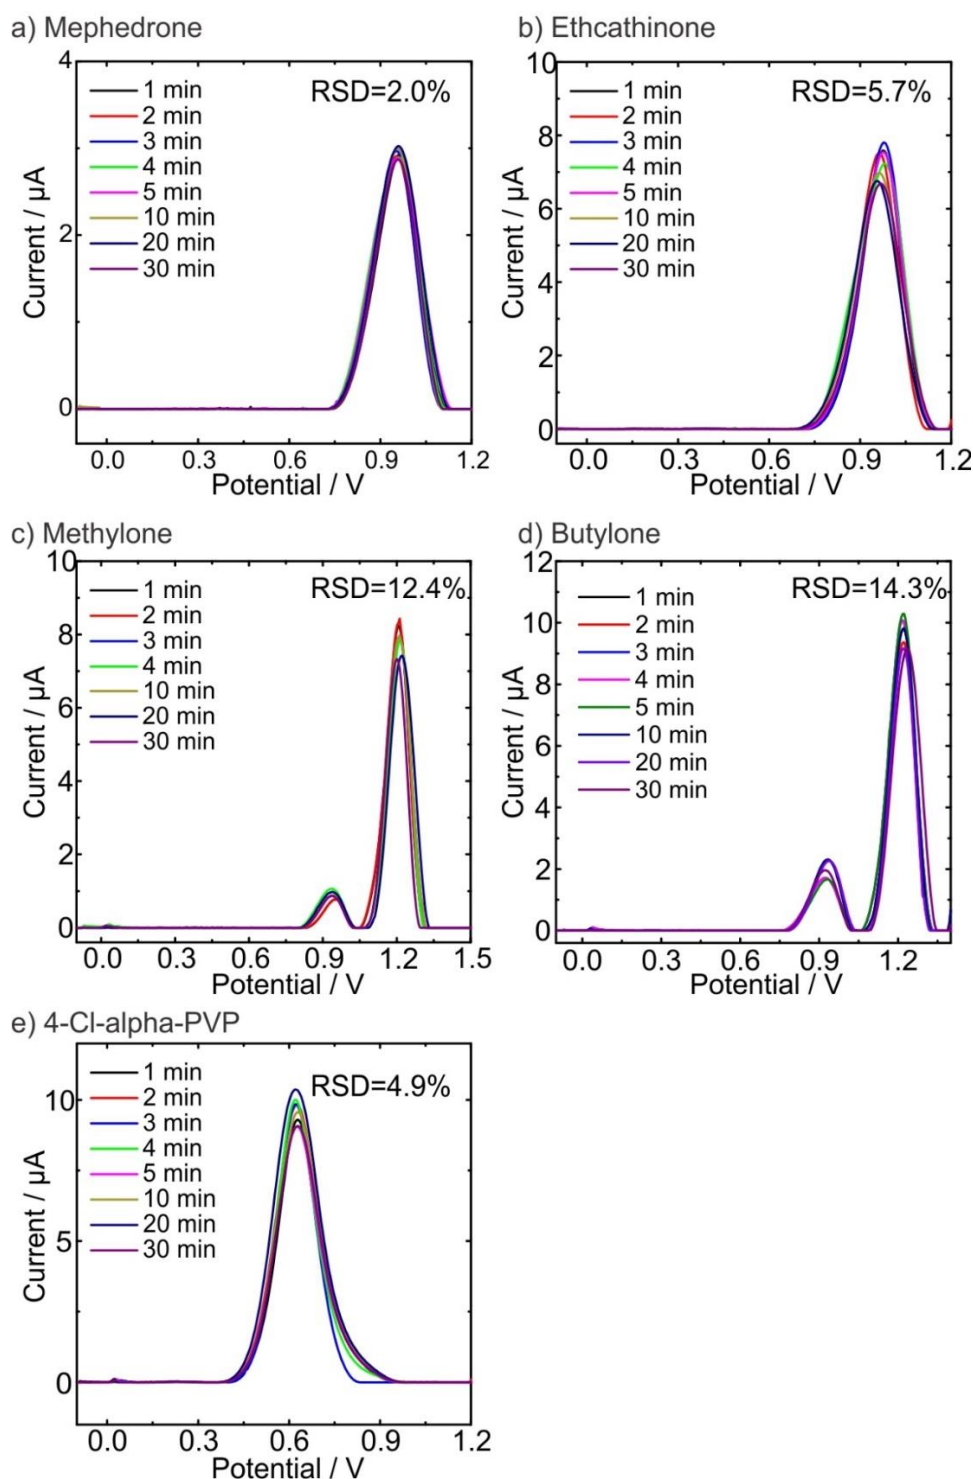 a) Mephedrone
4
1 min
2 min
3 min
4 min
5 min
10 min
20 min
30 min
RSD=2.0%
2
0
Current / µA
0.0 0.3 0.6 0.9 1.2
Potential / V
b) Ethcathinone
10
1 min
2 min
3 min
4 min
5 min
10 min
20 min
30 min
RSD=5.7%
8
6
4
2
0
Current / µA
0.0 0.3 0.6 0.9 1.2
Potential / V
c) Methylone
10
1 min
2 min
3 min
4 min
10 min
20 min
30 min
RSD=12.4%
8
6
4
2
0
Current / µA
0.0 0.3 0.6 0.9 1.2 1.5
Potential / V
d) Butylone
12
1 min
2 min
3 min
4 min
5 min
10 min
20 min
30 min
RSD=14.3%
10
8
6
4
2
0
Current / µA
0.0 0.3 0.6 0.9 1.2
Potential / V
e) 4-Cl-alpha-PVP
1 min
2 min
3 min
4 min
5 min
10 min
20 min
30 min
RSD=4.9%
10
5
0
Current / µA
0.0 0.3 0.6 0.9 1.2
Potential / V